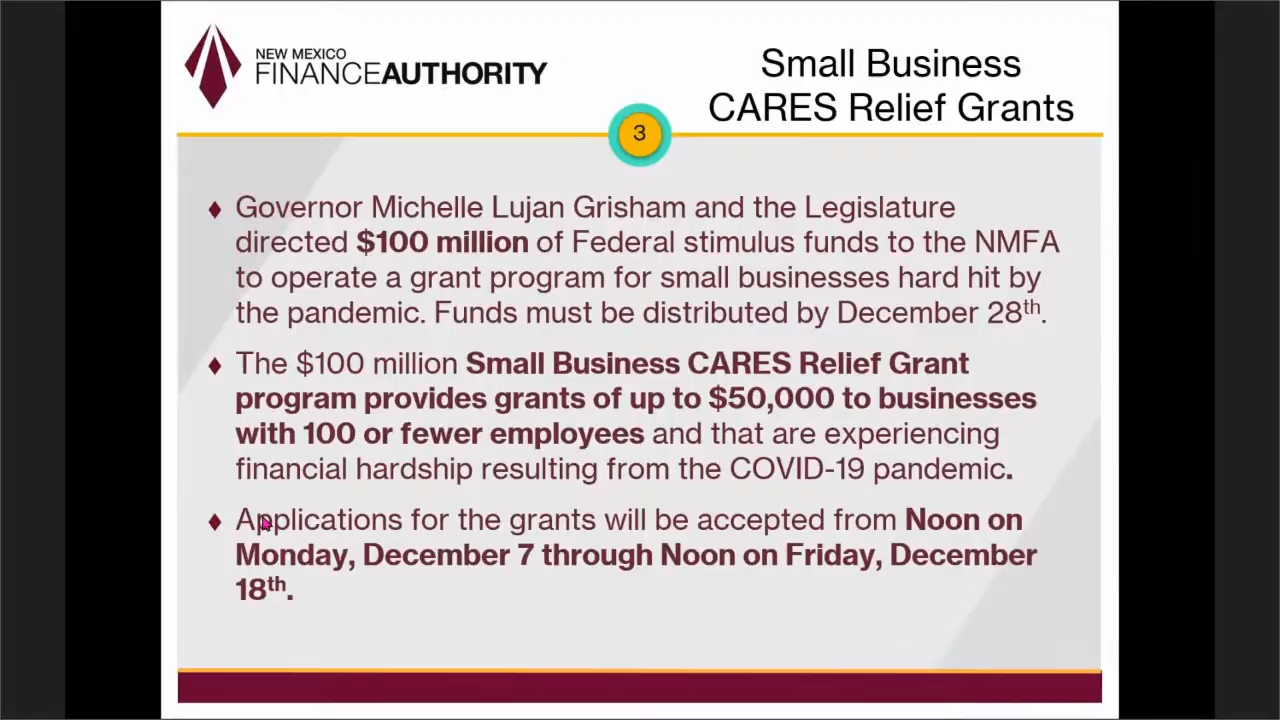 NEW MEXICO
FINANCEAUTHORITY
Small Business
CARES Relief Grants
3
Governor Michelle Lujan Grisham and the Legislature
directed $100 million of Federal stimulus funds to the NMFA
to operate a grant program for small businesses hard hit by
the pandemic. Funds must be distributed by December 28th.
The $100 million Small Business CARES Relief Grant
program provides grants of up to $50,000 to businesses
with 100 or fewer employees and that are experiencing
financial hardship resulting from the COVID-19 pandemic.
Applications for the grants will be accepted from Noon on
Monday, December 7 through Noon on Friday, December
18th.